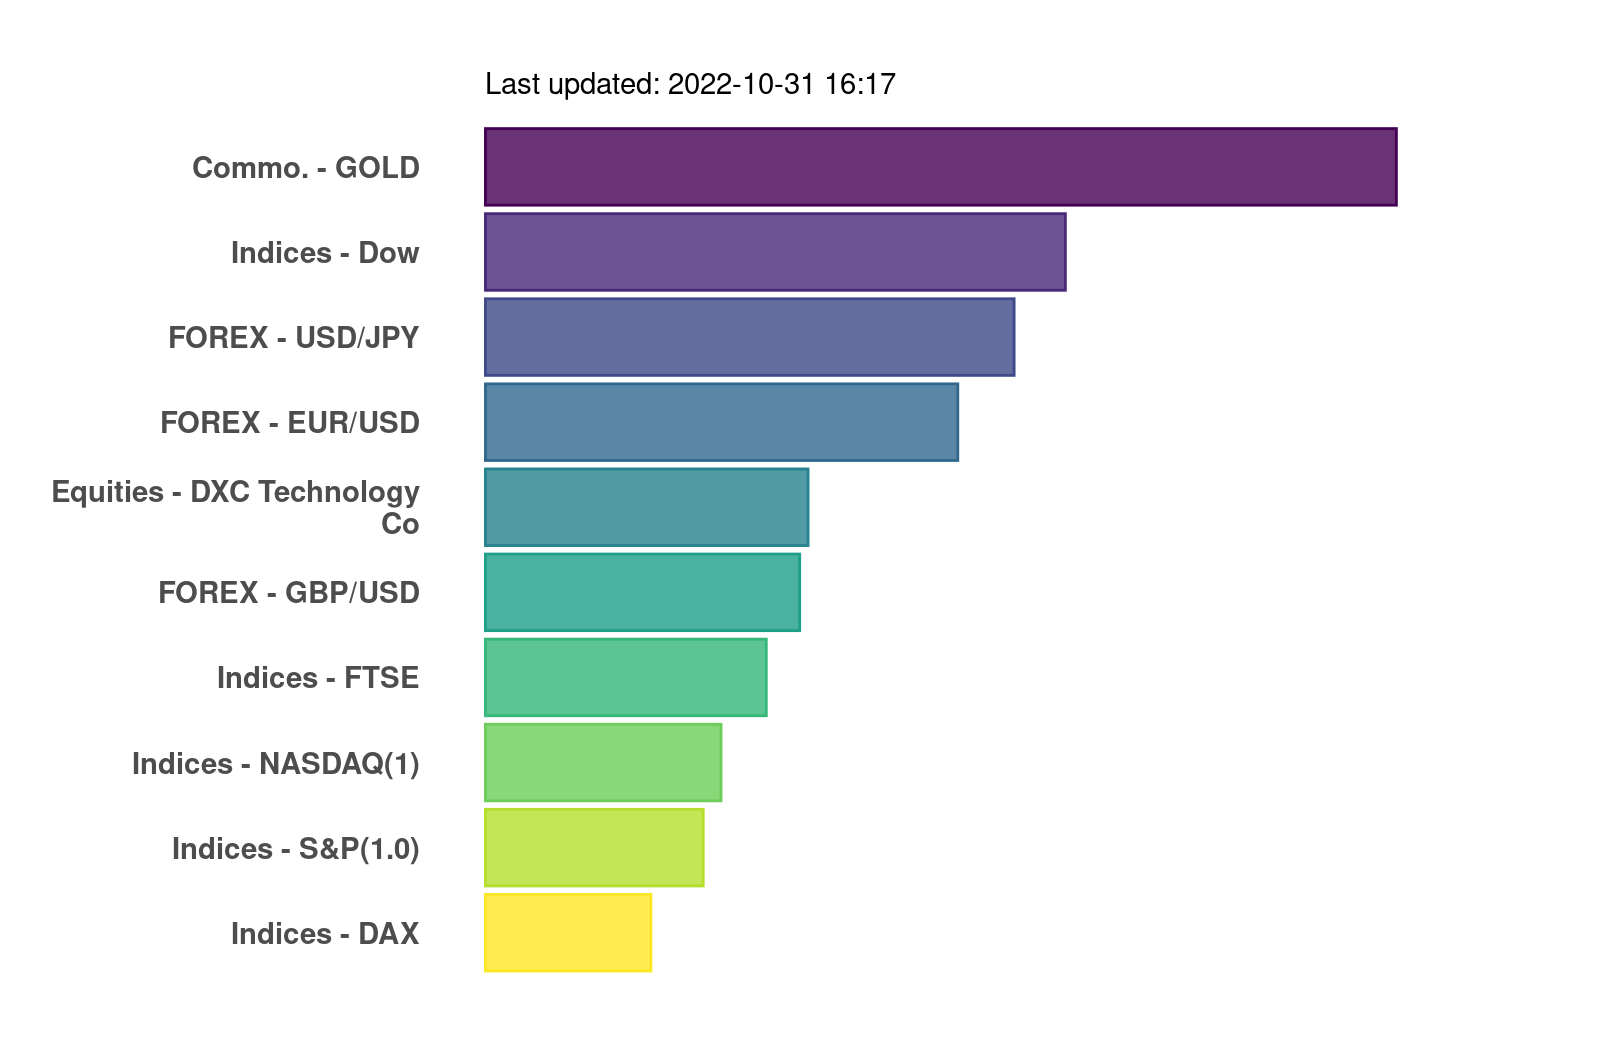 Last updated: 2022-10-31 16:17
Commo. - GOLD
Indices - Dow
FOREX - USD/JPY
FOREX - EUR/USD
Equities - DXC Technology
Co
FOREX - GBP/USD
Indices - FTSE
Indices - NASDAQ(1)
Indices - S&P(1.0)
Indices - DAX